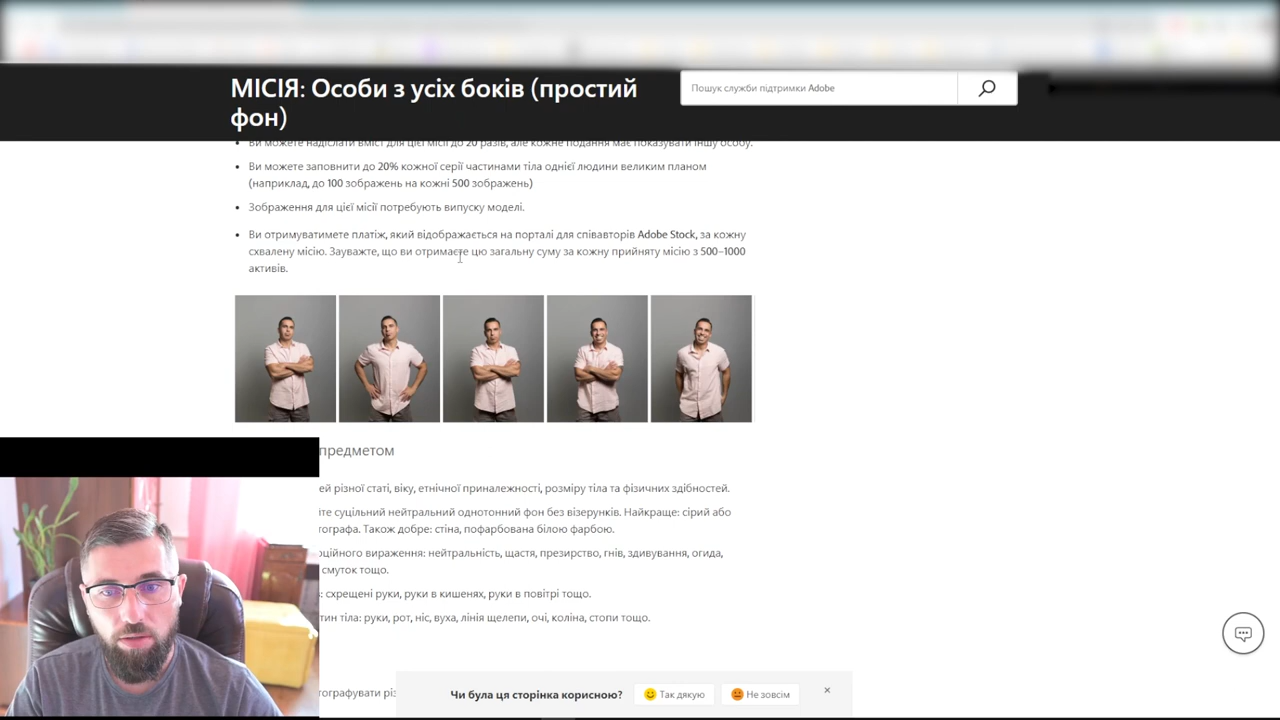 МІСІЯ: Особи з усіх боків (простий
фон)
Пошук служби підтримки Adobe
Ви можете надіслати вміст для цієї місії до 20 разів, але кожне подання має показувати іншу особу.
Ви можете заповнити до 20% кожної серії частинами тіла однієї людини великим планом
(наприклад, до 100 зображень на кожні 500 зображень)
Зображення для цієї місії потребують випуску моделі.
Ви отримуватимете платіж, який відображається на порталі для співавторів Adobe Stock, за кожну
схвалену місію. Зауважте, що ви отримаєте цю загальну суму за кожну прийняту місію з 500–1000
активів.
предметом
ей різної статі, віку, етнічної приналежності, розміру тіла та фізичних здібностей.
йте суцільний нейтральний однотонний фон без візерунків. Найкраще: сірий або
тографа. Також добре: стіна, пофарбована білою фарбою.
оційного вираження: нейтральність, щастя, презирство, гнів, здивування, огида,
смуток тощо.
: схрещені руки, руки в кишенях, руки в повітрі тощо.
тин тіла: руки, рот, ніс, вуха, лінія щелепи, очі, коліна, стопи тощо.
тографувати різ
Чи була ця сторінка корисною?
Так дякую
Не зовсім